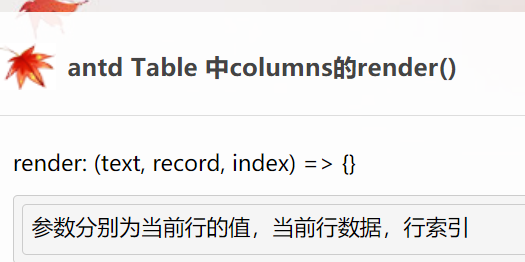 antd Table 中columns的render()
render: (text, record, index) => {}
参数分别为当前行的值，当前行数据，行索引